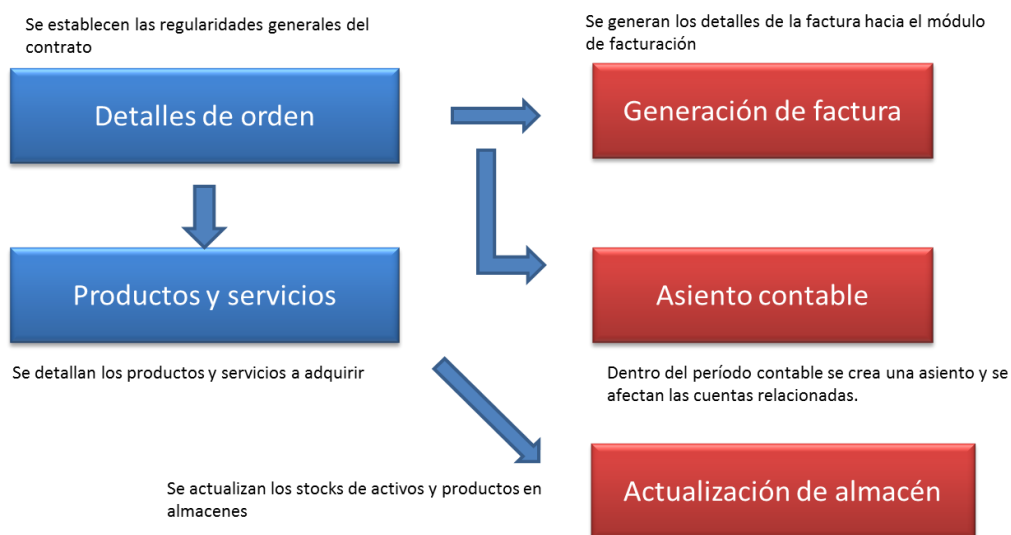 Se establecen las regularidades generales del
contrato
Detalles de orden
Productos y servicios
Se detallan los productos y servicios a adquirir
Se generan los detalles de la factura hacia el módulo
de facturación
Generación de factura
Asiento contable
Dentro del período contable se crea una asiento y se
afectan las cuentas relacionadas.
Se actualizan los stocks de activos y productos en
almacenes
Actualización de almacén